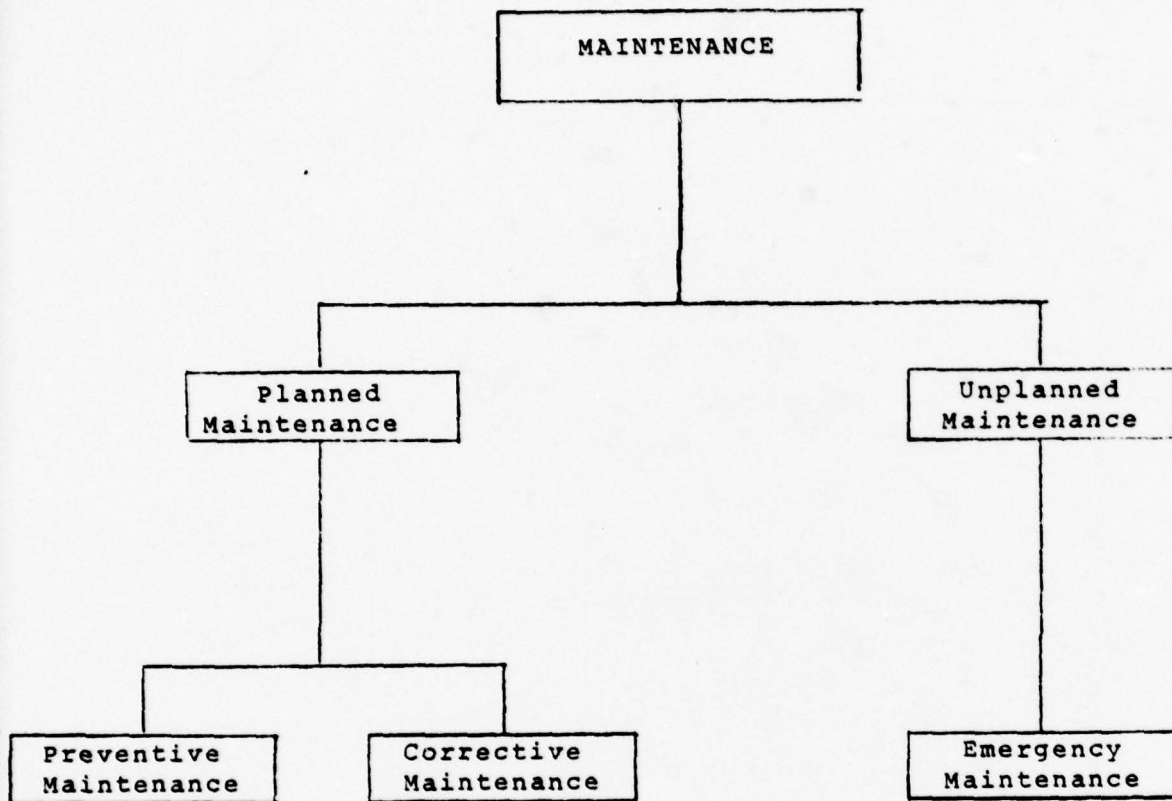 MAINTENANCE
Planned
Maintenance
Unplanned
Maintenance
Preventive
Maintenance
Corrective
Maintenance
Emergency
Maintenance